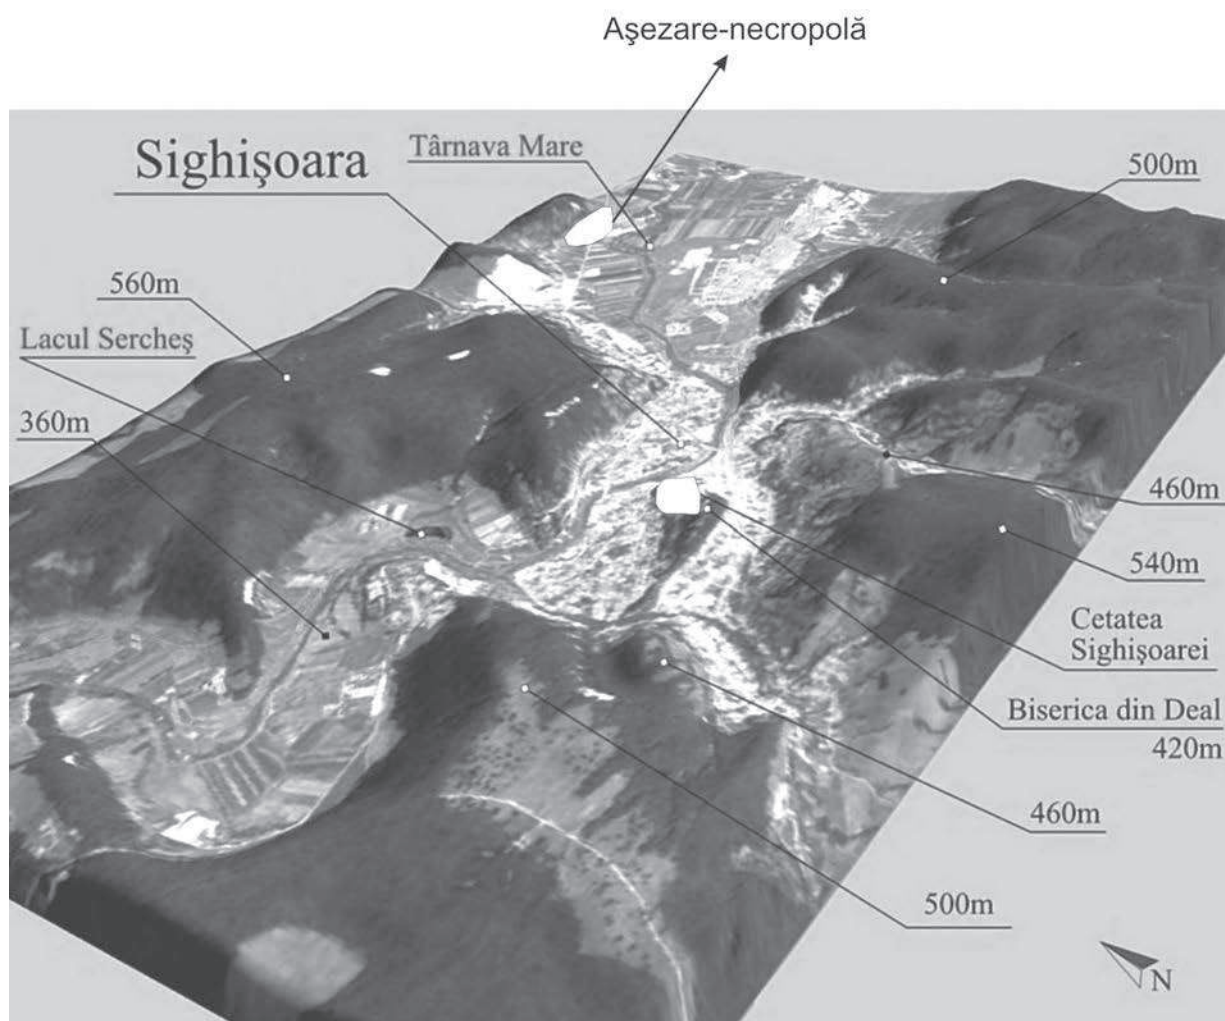 Aşezare-necropolă
Sighişoara
Târnava Mare
500m
560m
Lacul Sercheş
360m
460m
540m
Cetatea
Sighişoarei
Biserica din Deal
420m
460m
500m
N